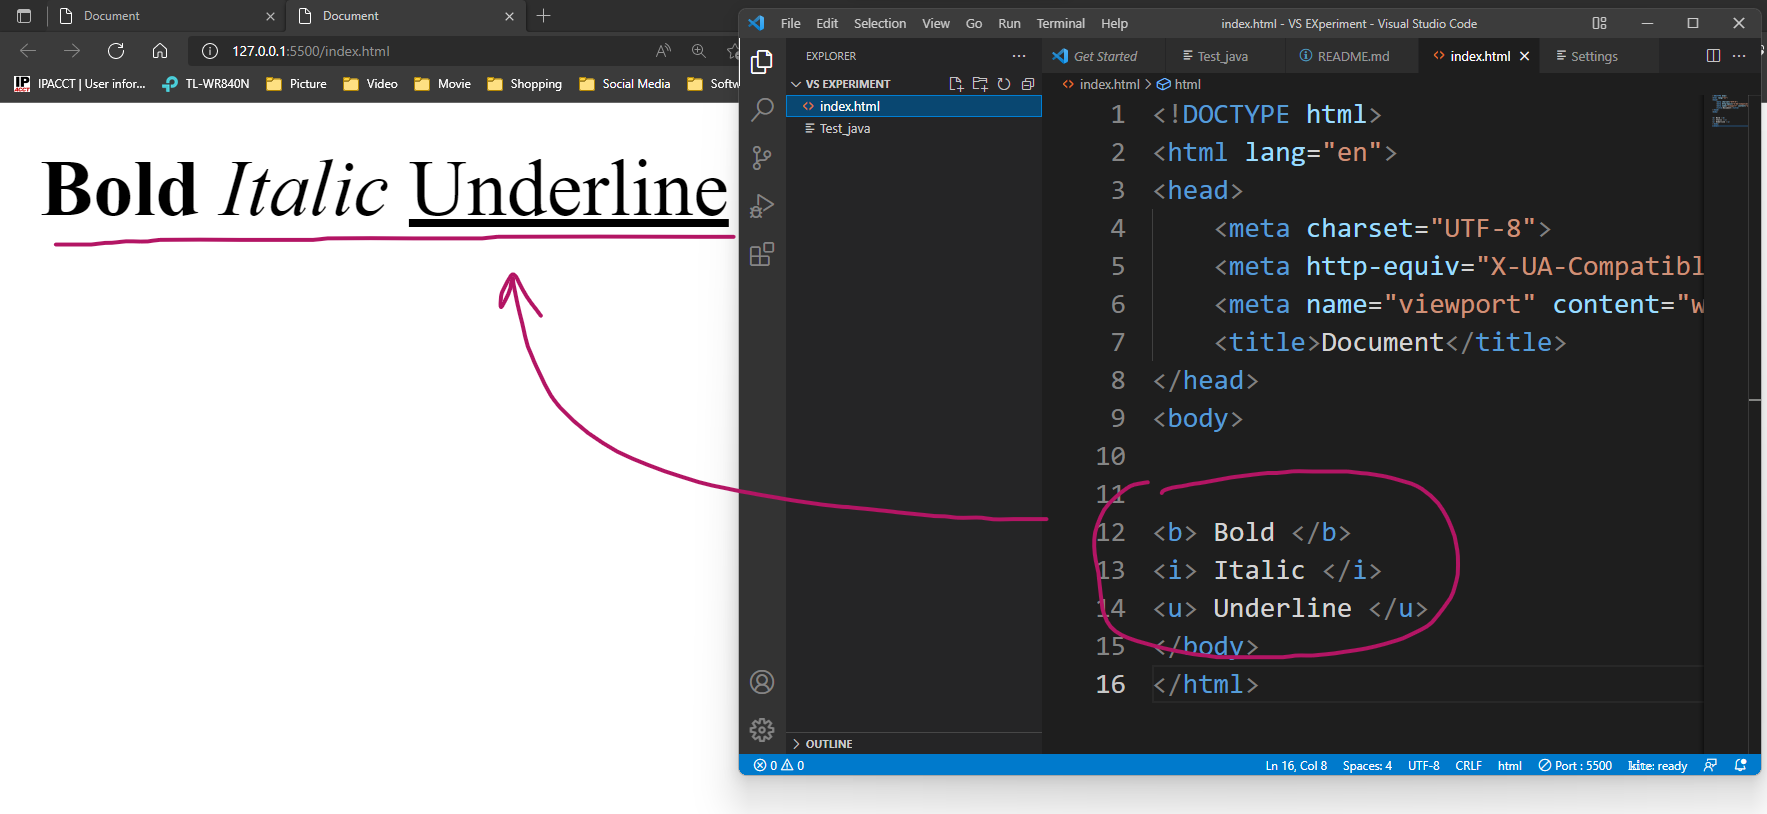 Document
Document
127.0.0.1:5500/index.html
IPACCT | User infor...
TL-WR840N
Picture
Video
Movie
Shopping
Social Media
Softw
Bold Italic Underline
File Edit Selection View Go Run Terminal Help
index.html - VS EXperiment - Visual Studio Code
EXPLORER
VS EXPERIMENT
index.html
Test_java
OUTLINE
Get Started
Test_java
README.md
index.html
Settings
index.html > html
1 <!DOCTYPE html>
2 <html lang="en">
3 <head>
4 <meta charset="UTF-8">
5 <meta http-equiv="X-UA-Compatibl
6 <meta name="viewport" content="w
7 <title>Document</title>
8 </head>
9 <body>
10
11
12 <b> Bold </b>
13 <i> Italic </i>
14 <u> Underline </u>
15 </body>
16 </html>
0 0
Ln 16, Col 8 Spaces: 4 UTF-8 CRLF html Port : 5500 kite: ready